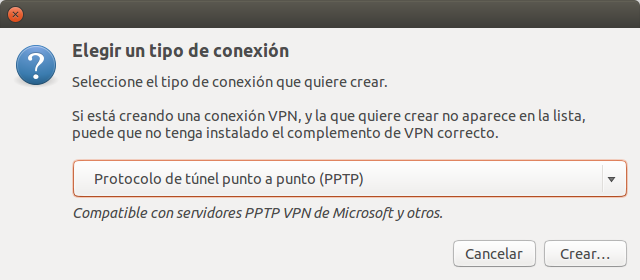 Elegir un tipo de conexión
Seleccione el tipo de conexión que quiere crear.
Si está creando una conexión VPN, y la que quiere crear no aparece en la lista,
puede que no tenga instalado el complemento de VPN correcto.
Protocolo de túnel punto a punto (PPTP)
Compatible con servidores PPTP VPN de Microsoft y otros.
Cancelar
Crear...